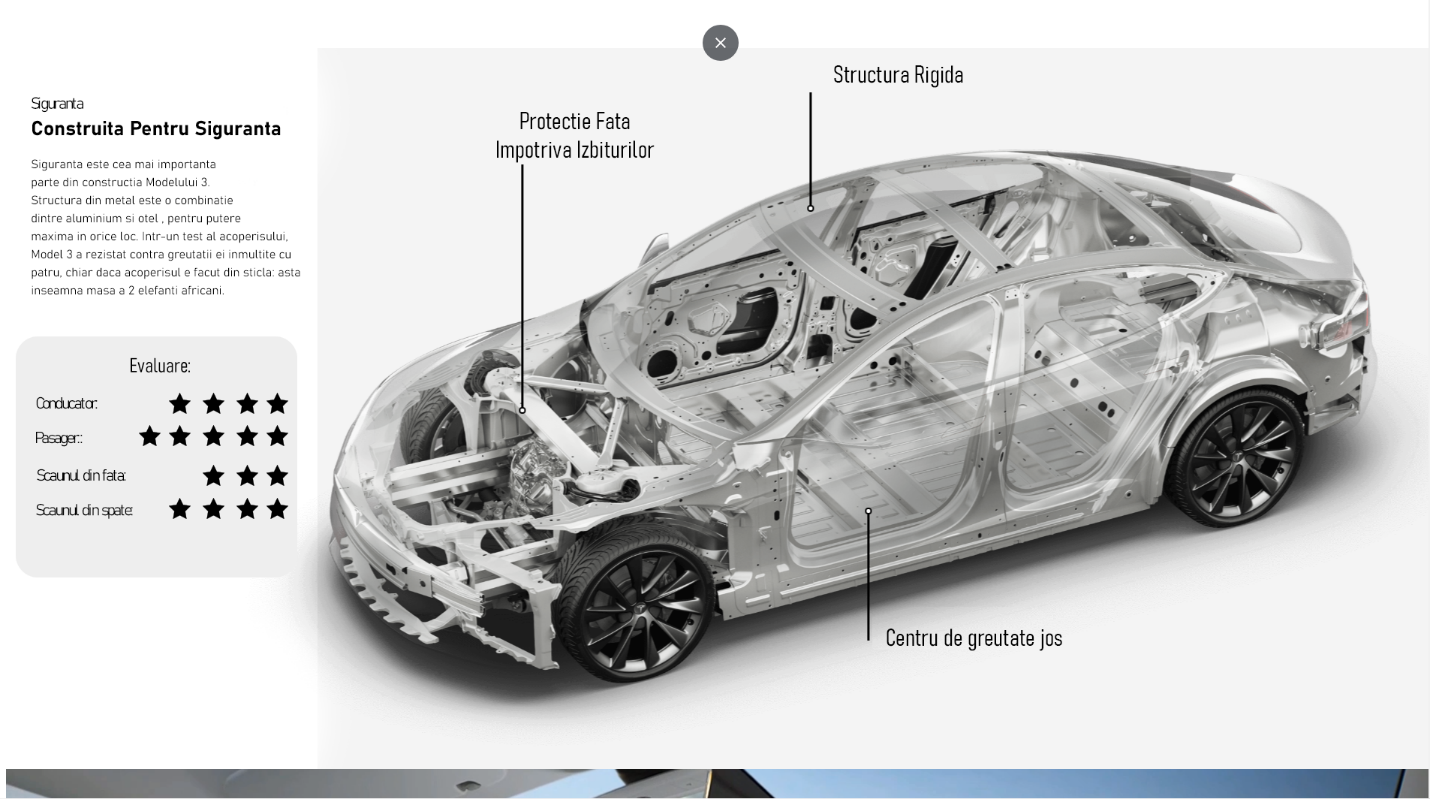 Siguranta
Construita Pentru Siguranta
Siguranta este cea mai importanta
parte din constructia Modelului 3.
Structura din metal este o combinatie
dintre aluminium si otel , pentru putere
maxima in orice loc. Intr-un test al acoperisului,
Model 3 a rezistat contra greutatii ei inmultite cu
patru, chiar daca acoperisul e facut din sticla: asta
inseamna masa a 2 elefanti africani.
Evaluare:
Conducator:
Pasager::
Scaunul din fata:
Scaunul din spate:
Protectie Fata
Impotriva Izbiturilor
Structura Rigida
Centru de greutate jos